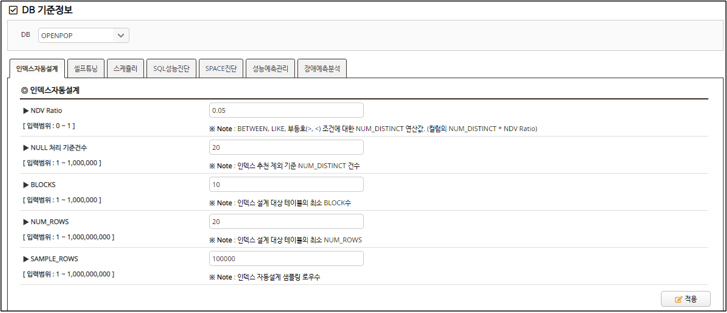 DB 기준정보
DB OPENPOP
인덱스자동설계 셀프튜닝 스케쥴러 SQL성능진단 SPACE진단 성능예측관리 장애예측분석
◎ 인덱스자동설계
▶ NDV Ratio 0.05
[ 입력범위 : 0 ~ 1 ] ※ Note : BETWEEN, LIKE, 부등호(>, <) 조건에 대한 NUM_DISTINCT 연산값. (컬럼의 NUM_DISTINCT * NDV Ratio)
▶ NULL 처리 기준건수 20
[ 입력범위 : 1 ~ 1,000,000 ] ※ Note : 인덱스 추천 제외 기준 NUM_DISTINCT 건수
▶ BLOCKS 10
[ 입력범위 : 1 ~ 1,000,000 ] ※ Note : 인덱스 설계 대상 테이블의 최소 BLOCK수
▶ NUM_ROWS 20
[ 입력범위 : 1 ~ 1,000,000,000 ] ※ Note : 인덱스 설계 대상 테이블의 최소 NUM_ROWS
▶ SAMPLE_ROWS 100000
[ 입력범위 : 1 ~ 1,000,000,000 ] ※ Note : 인덱스 자동설계 샘플링 로우수
적용